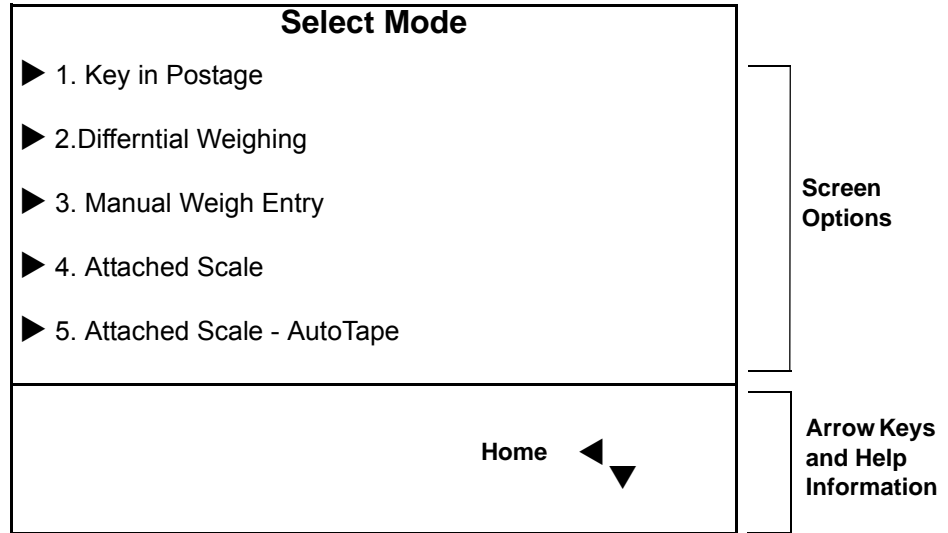 Select Mode
▶ 1. Key in Postage
▶ 2.Differntial Weighing
▶ 3. Manual Weigh Entry
▶ 4. Attached Scale
▶ 5. Attached Scale - AutoTape
Screen
Options
Home ◀
▼
Arrow Keys
and Help
Information